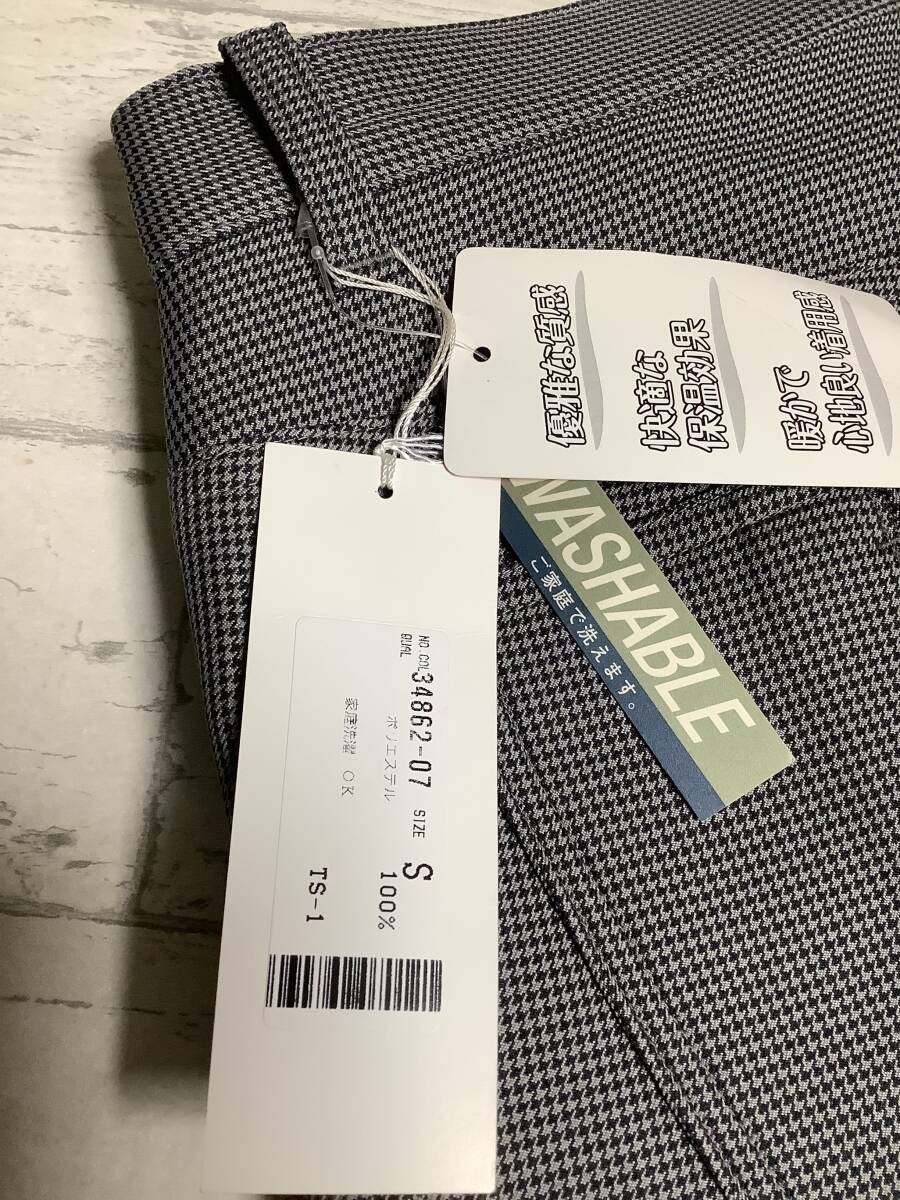 優雅な質感
快適な
保温効果
暖かで
心地良い着用感
WASHABLE
ご家庭で洗えます。
NO.COL 34862-07 SIZE S
QUAL ポリエステル 100%
家庭洗濯 OK TS-1